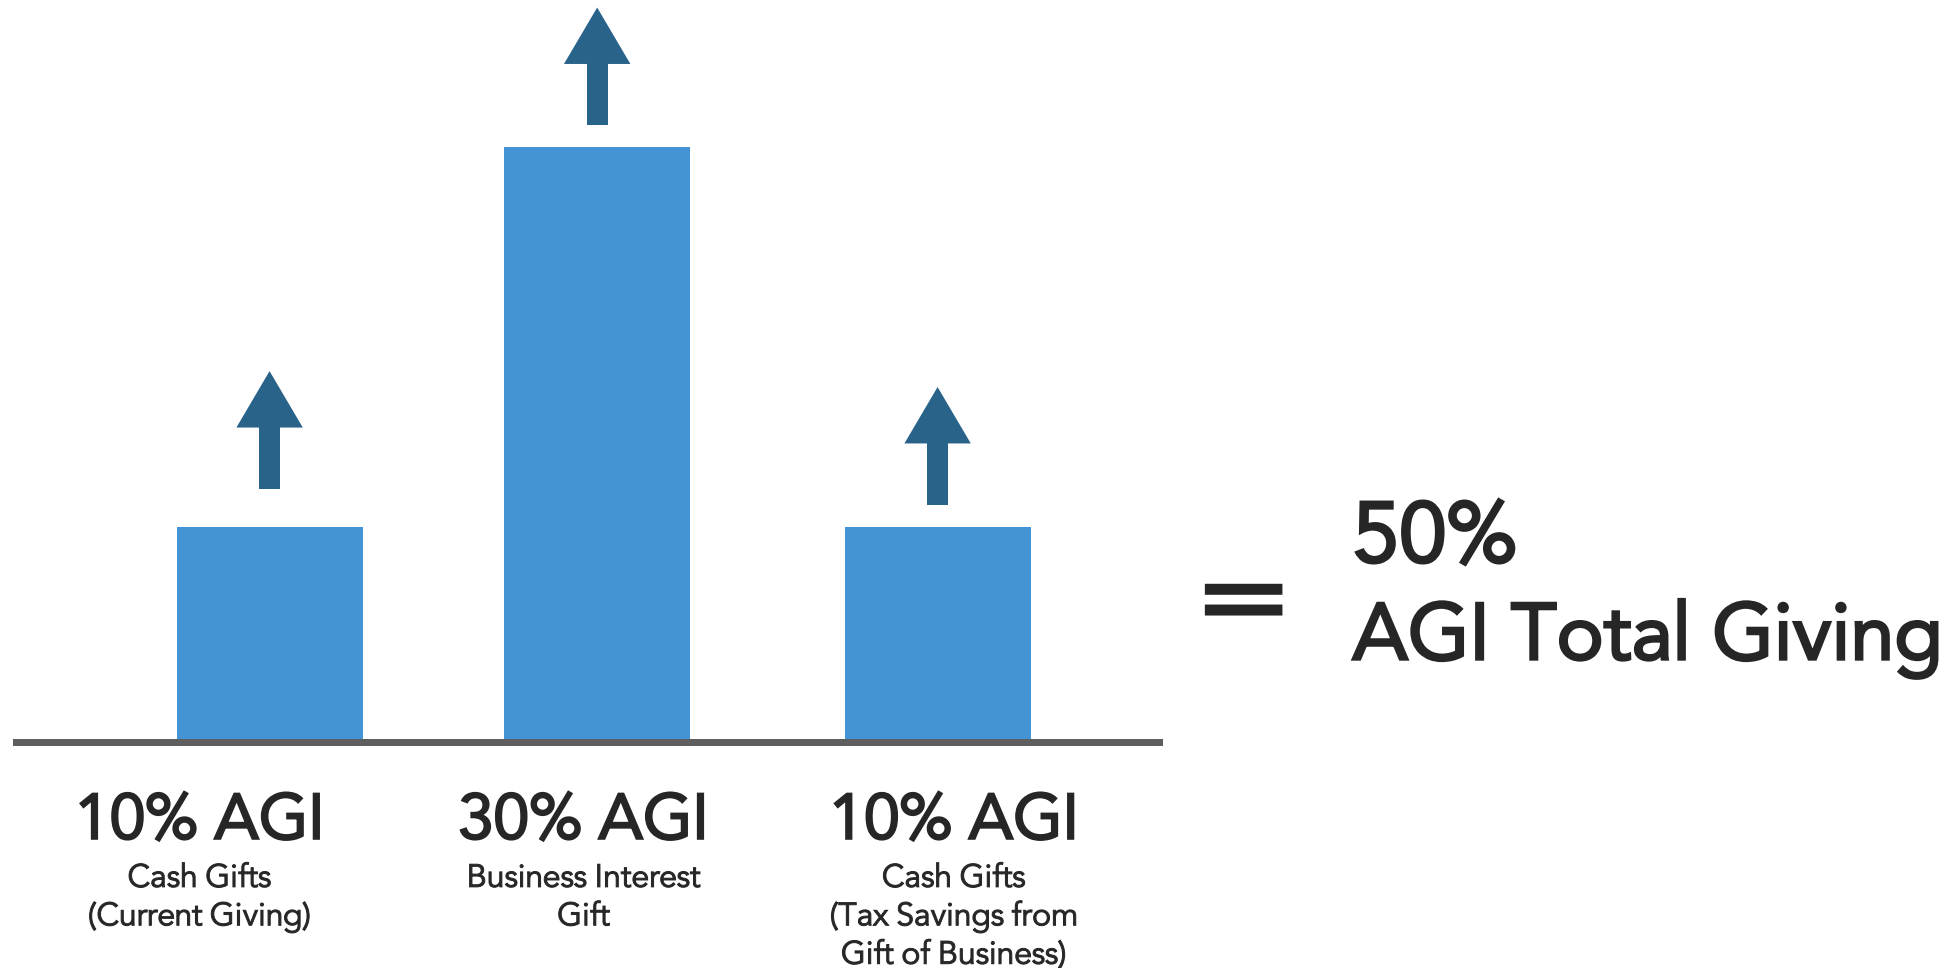 10% AGI
Cash Gifts
(Current Giving)
30% AGI
Business Interest
Gift
10% AGI
Cash Gifts
(Tax Savings from
Gift of Business)
=
50%
AGI Total Giving